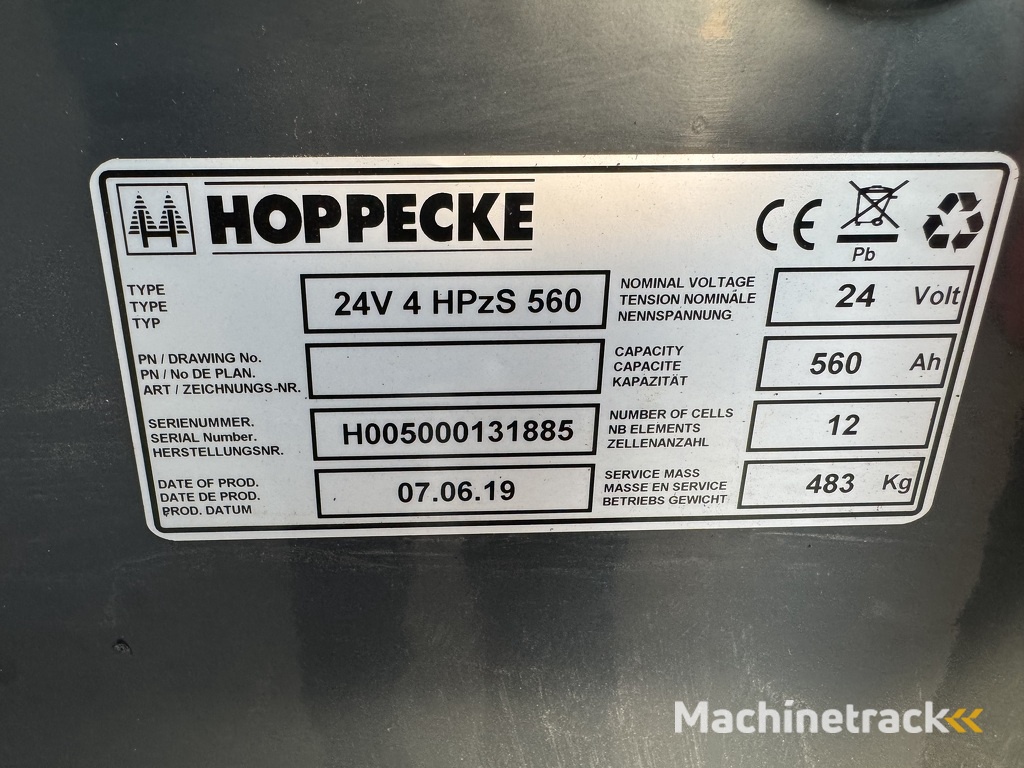 HOPPECKE
CE
Pb
TYPE
TYPE
TYP
24V 4 HPzS 560
NOMINAL VOLTAGE
TENSION NOMINALE
NENNSPANNUNG
24 Volt
PN / DRAWING No.
PN / No DE PLAN.
ART / ZEICHNUNGS-NR.
CAPACITY
CAPACITE
KAPAZITÄT
560 Ah
SERIENUMMER.
SERIAL Number.
HERSTELLUNGSNR.
H005000131885
NUMBER OF CELLS
NB ELEMENTS
ZELLENANZAHL
12
DATE OF PROD.
DATE DE PROD.
PROD. DATUM
07.06.19
SERVICE MASS
MASSE EN SERVICE
BETRIEBS GEWICHT
483 Kg
Machinetrack